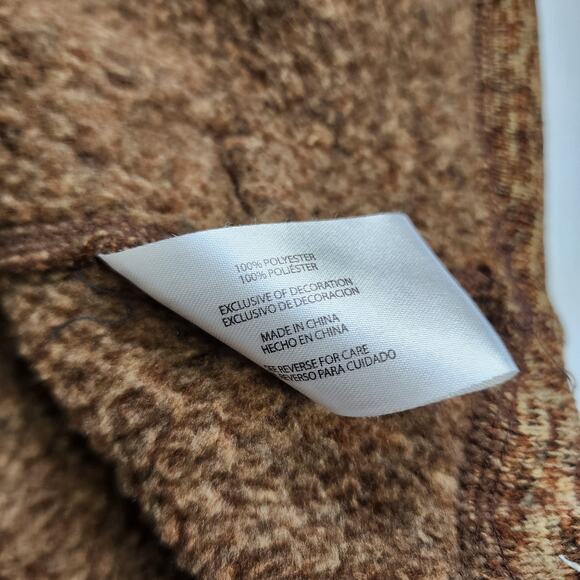 100% POLYESTER
100% POLIÉSTER
EXCLUSIVE OF DECORATION
EXCLUSIVO DE DECORACION
MADE IN CHINA
HECHO EN CHINA
REVERSE FOR CARE
REVERSO PARA CUIDADO